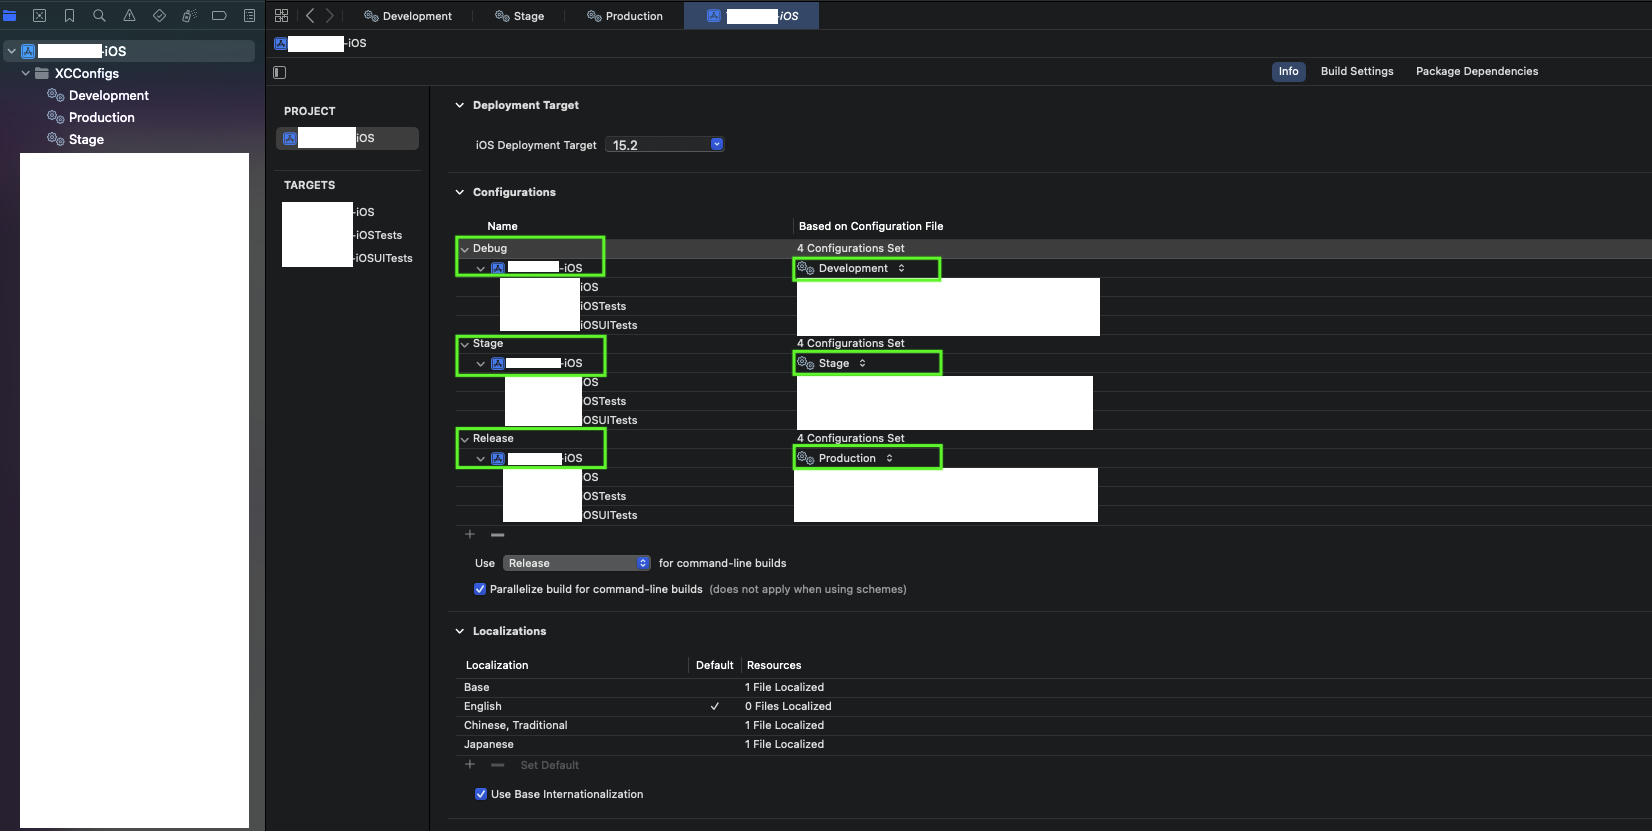 Development
Stage
Production
-iOS
-iOS
XCConfigs
Development
Production
Stage
-iOS
Info
Build Settings
Package Dependencies
PROJECT
iOS
TARGETS
-iOS
-iOSTests
-iOSUITests
Deployment Target
iOS Deployment Target 15.2
Configurations
Name Based on Configuration File
Debug 4 Configurations Set
-iOS Development
iOS
iOSTests
iOSUITests
Stage 4 Configurations Set
-iOS Stage
OS
OSTests
OSUITests
Release 4 Configurations Set
-iOS Production
OS
OSTests
OSUITests
Use Release for command-line builds
Parallelize build for command-line builds (does not apply when using schemes)
Localizations
Localization Default Resources
Base 1 File Localized
English ✓ 0 Files Localized
Chinese, Traditional 1 File Localized
Japanese 1 File Localized
+ — Set Default
Use Base Internationalization